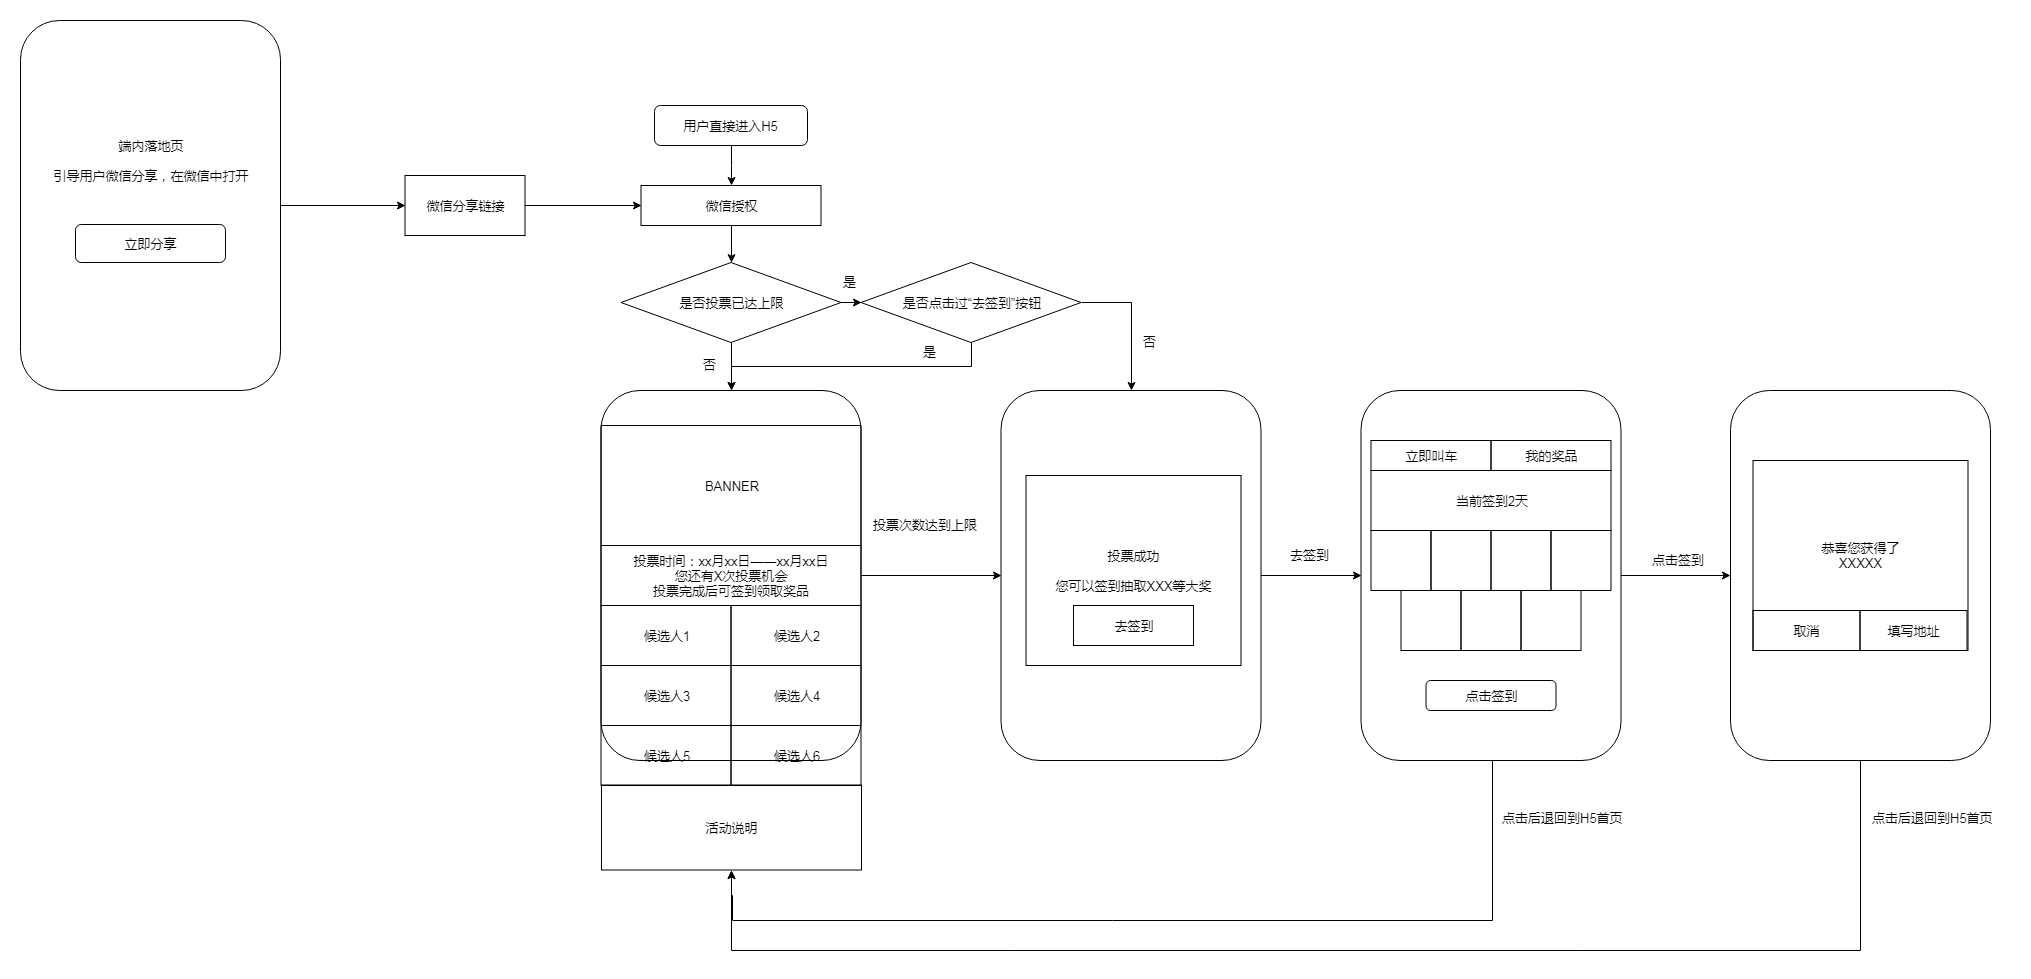 端内落地页
引导用户微信分享，在微信中打开
立即分享
微信分享链接
用户直接进入H5
微信授权
是否投票已达上限
是
是否点击过“去签到”按钮
否
是
否
BANNER
投票时间：xx月xx日——xx月xx日
您还有X次投票机会
投票完成后可签到领取奖品
候选人1
候选人2
候选人3
候选人4
候选人5
候选人6
活动说明
投票次数达到上限
投票成功
您可以签到抽取XXX等大奖
去签到
去签到
立即叫车
我的奖品
当前签到2天
点击签到
点击签到
恭喜您获得了
XXXXX
取消
填写地址
点击后退回到H5首页
点击后退回到H5首页